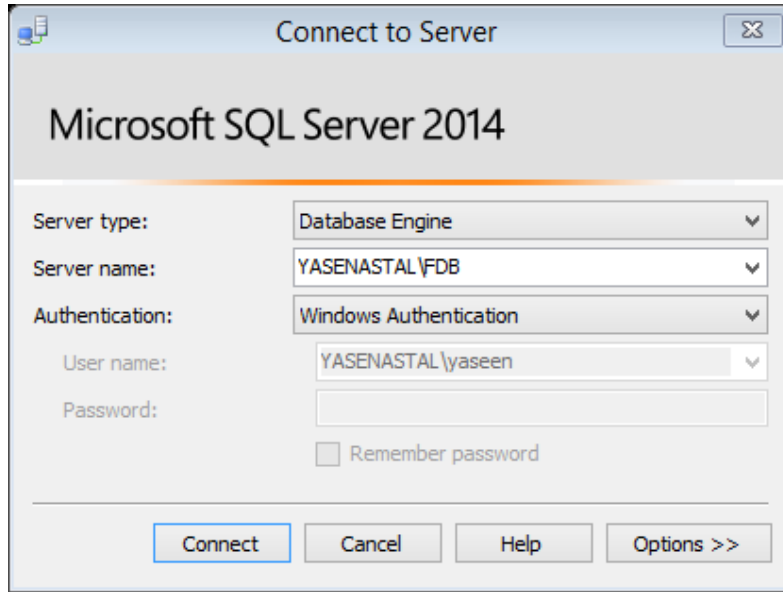 Connect to Server
Microsoft SQL Server 2014
Server type: Database Engine
Server name: YASENASTAL\FDB
Authentication: Windows Authentication
User name: YASENASTAL\yaseen
Password:
Remember password
Connect Cancel Help Options >>